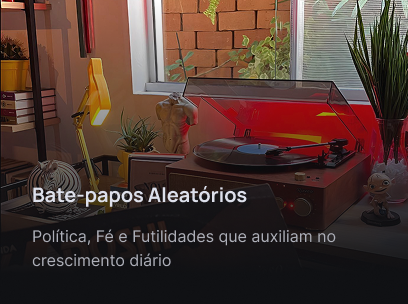 Bate-papos Aleatórios
Política, Fé e Futilidades que auxiliam no
crescimento diário